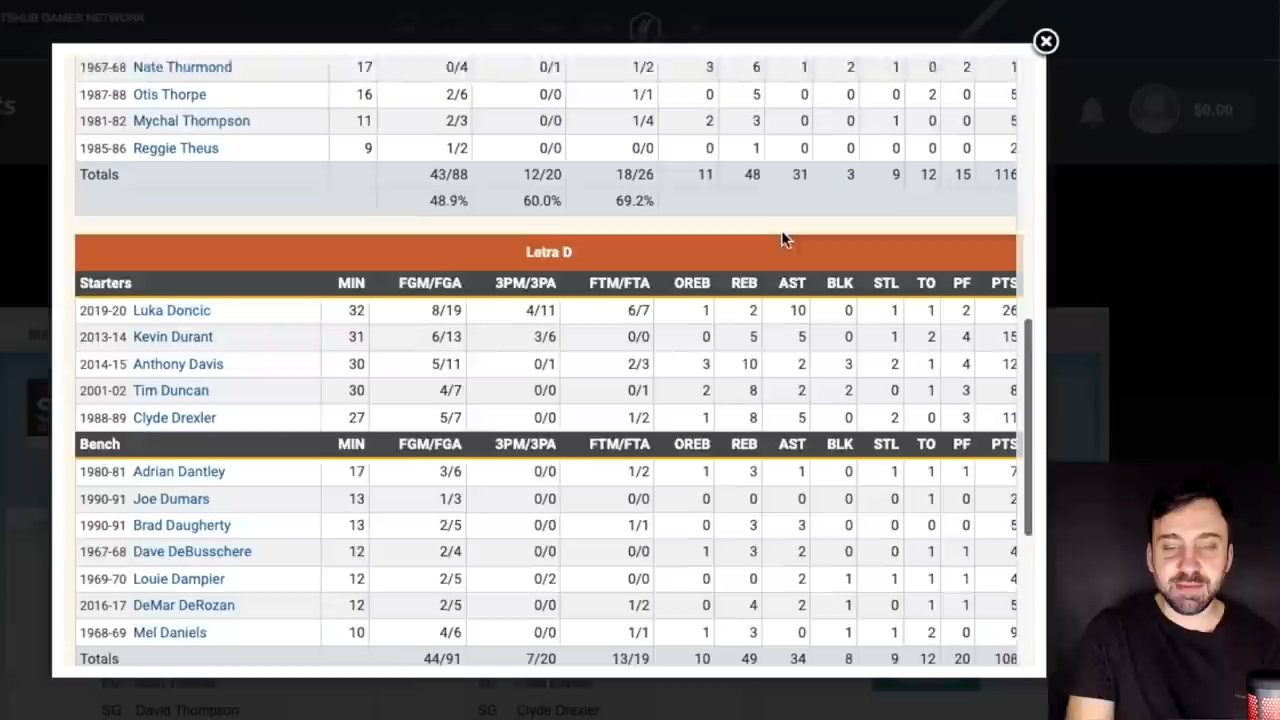 TSHUB GAMES NETWORK
s
$0.00
1967-68 Nate Thurmond 17 0/4 0/1 1/2 3 6 1 2 1 0 2 1
1987-88 Otis Thorpe 16 2/6 0/0 1/1 0 5 0 0 0 2 0 5
1981-82 Mychal Thompson 11 2/3 0/0 1/4 2 3 0 0 1 0 0 5
1985-86 Reggie Theus 9 1/2 0/0 0/0 0 1 0 0 0 0 0 2
Totals 43/88 12/20 18/26 11 48 31 3 9 12 15 116
48.9% 60.0% 69.2%
Letra D
Starters MIN FGM/FGA 3PM/3PA FTM/FTA OREB REB AST BLK STL TO PF PTS
2019-20 Luka Doncic 32 8/19 4/11 6/7 1 2 10 0 1 1 2 26
2013-14 Kevin Durant 31 6/13 3/6 0/0 0 5 5 0 1 2 4 15
2014-15 Anthony Davis 30 5/11 0/1 2/3 3 10 2 3 2 1 4 12
2001-02 Tim Duncan 30 4/7 0/0 0/1 2 8 2 2 0 1 3 8
1988-89 Clyde Drexler 27 5/7 0/0 1/2 1 8 5 0 2 0 3 11
Bench MIN FGM/FGA 3PM/3PA FTM/FTA OREB REB AST BLK STL TO PF PTS
1980-81 Adrian Dantley 17 3/6 0/0 1/2 1 3 1 0 1 1 1 7
1990-91 Joe Dumars 13 1/3 0/0 0/0 0 0 0 0 0 1 0 2
1990-91 Brad Daugherty 13 2/5 0/0 1/1 0 3 3 0 0 0 0 5
1967-68 Dave DeBusschere 12 2/4 0/0 0/0 1 3 2 0 0 1 1 4
1969-70 Louie Dampier 12 2/5 0/2 0/0 0 0 2 1 1 1 1 4
2016-17 DeMar DeRozan 12 2/5 0/0 1/2 0 4 2 1 0 1 1 5
1968-69 Mel Daniels 10 4/6 0/0 1/1 1 3 0 1 1 2 0 9
Totals 44/91 7/20 13/19 10 49 34 8 9 12 20 108
SG David Thompson SG Clyde Drexler